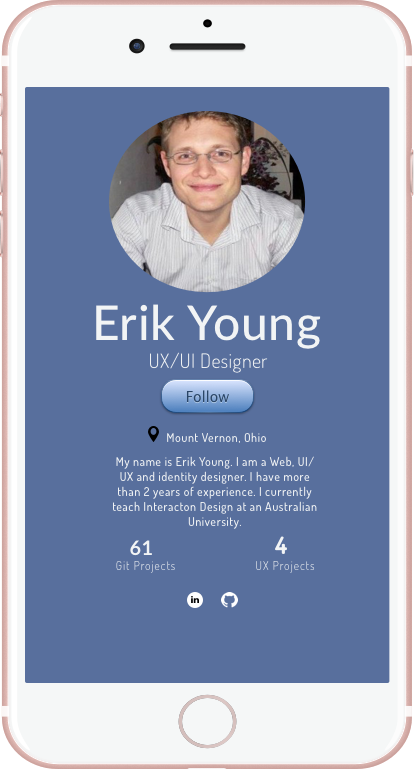 Erik Young
UX/UI Designer
Follow
Mount Vernon, Ohio
My name is Erik Young. I am a Web, UI/
UX and identity designer. I have more
than 2 years of experience. I currently
teach Interacton Design at an Australian
University.
61 4
Git Projects UX Projects
in